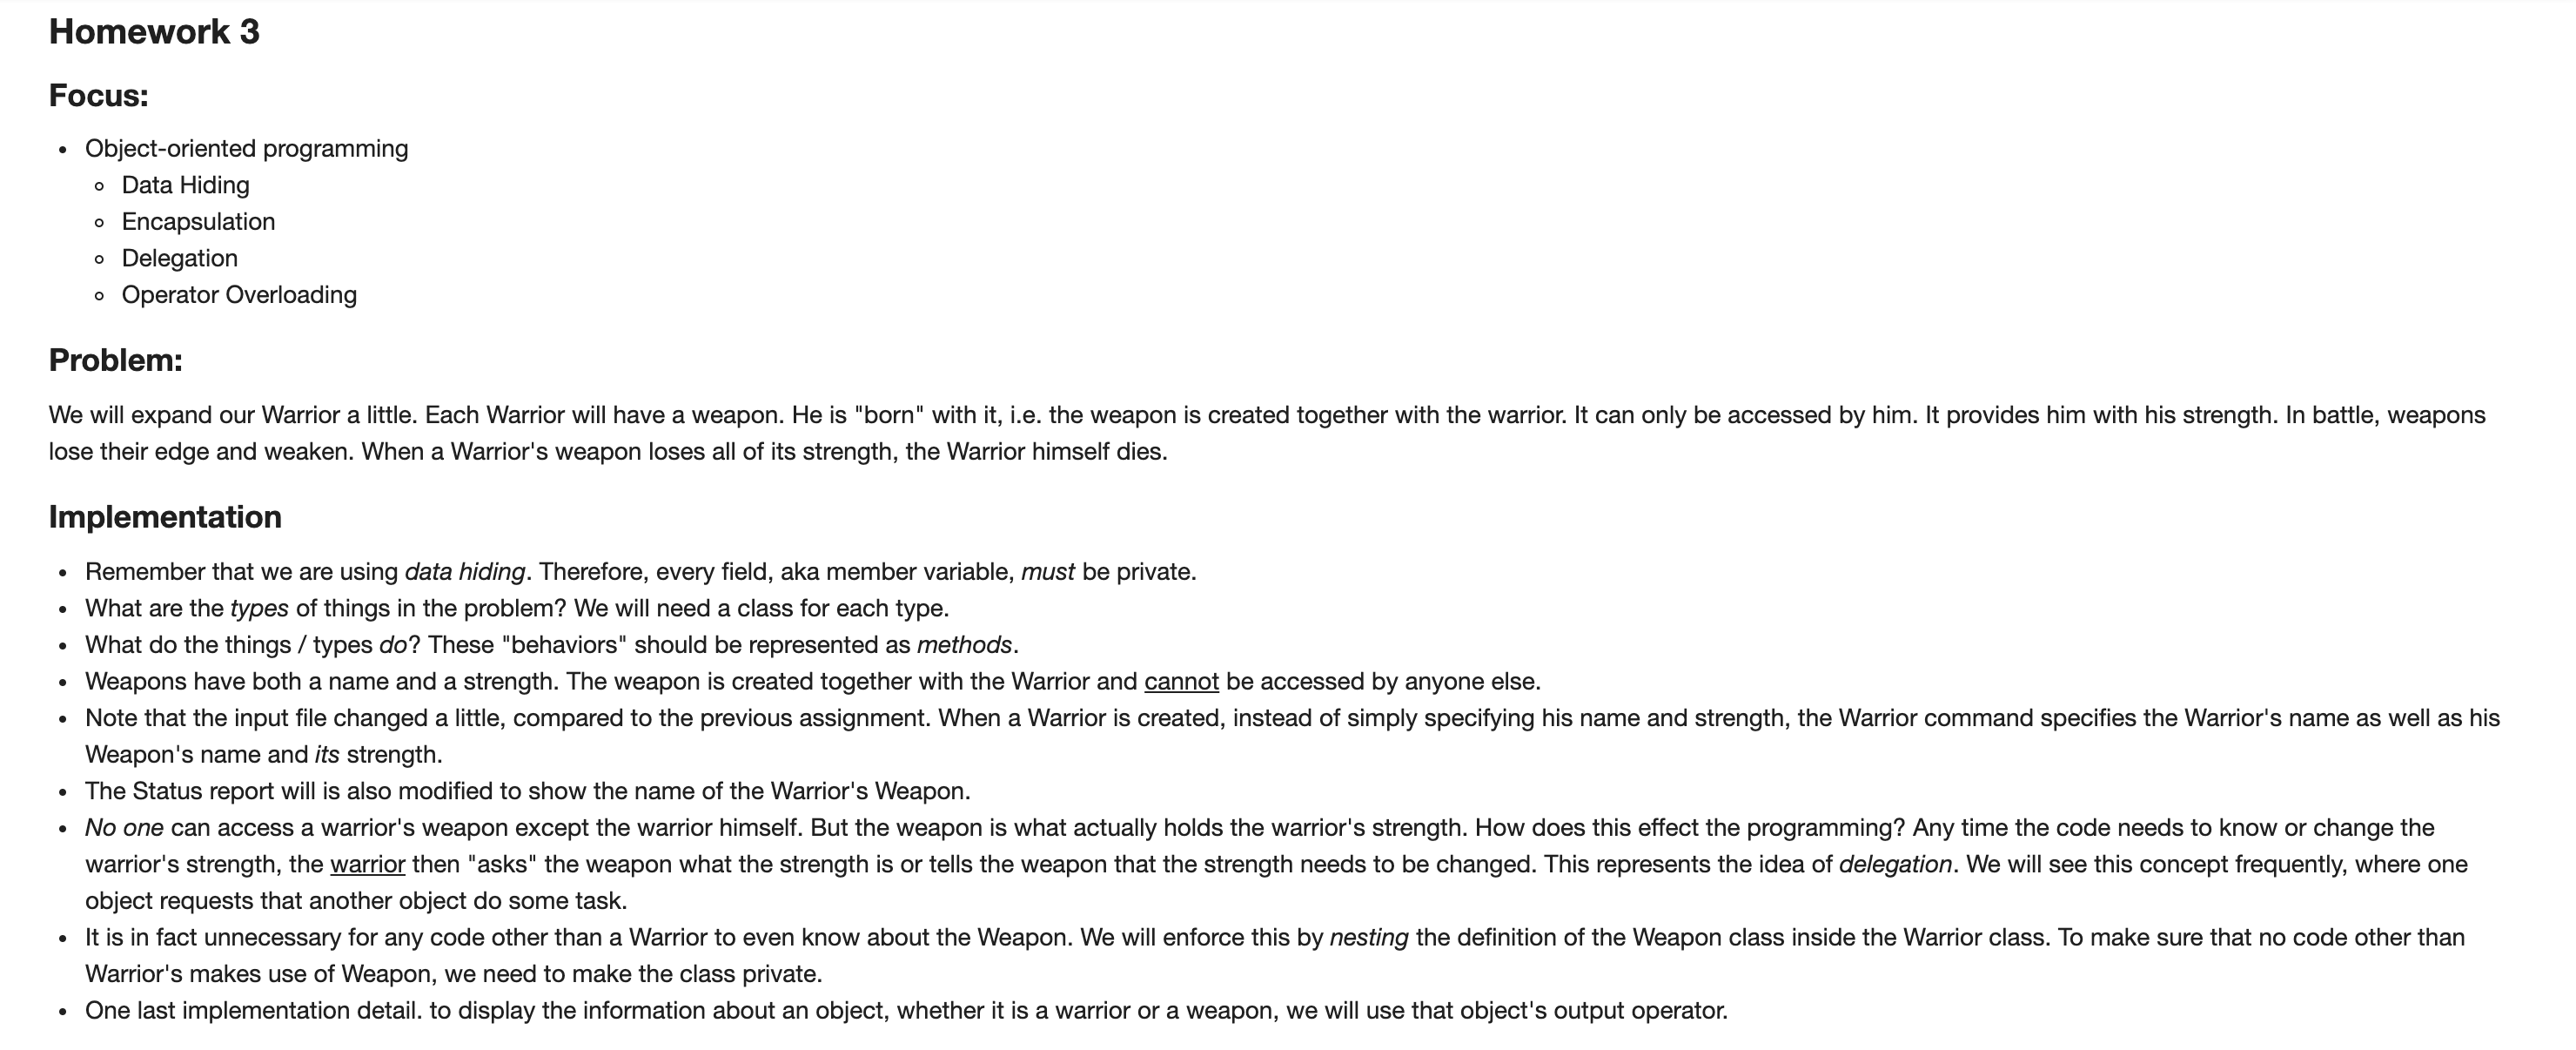 Homework 3
Focus:
• Object-oriented programming
◦ Data Hiding
◦ Encapsulation
◦ Delegation
◦ Operator Overloading
Problem:
We will expand our Warrior a little. Each Warrior will have a weapon. He is "born" with it, i.e. the weapon is created together with the warrior. It can only be accessed by him. It provides him with his strength. In battle, weapons
lose their edge and weaken. When a Warrior's weapon loses all of its strength, the Warrior himself dies.
Implementation
• Remember that we are using data hiding. Therefore, every field, aka member variable, must be private.
• What are the types of things in the problem? We will need a class for each type.
• What do the things / types do? These "behaviors" should be represented as methods.
• Weapons have both a name and a strength. The weapon is created together with the Warrior and cannot be accessed by anyone else.
• Note that the input file changed a little, compared to the previous assignment. When a Warrior is created, instead of simply specifying his name and strength, the Warrior command specifies the Warrior's name as well as his
Weapon's name and its strength.
• The Status report will is also modified to show the name of the Warrior's Weapon.
• No one can access a warrior's weapon except the warrior himself. But the weapon is what actually holds the warrior's strength. How does this effect the programming? Any time the code needs to know or change the
warrior's strength, the warrior then "asks" the weapon what the strength is or tells the weapon that the strength needs to be changed. This represents the idea of delegation. We will see this concept frequently, where one
object requests that another object do some task.
• It is in fact unnecessary for any code other than a Warrior to even know about the Weapon. We will enforce this by nesting the definition of the Weapon class inside the Warrior class. To make sure that no code other than
Warrior's makes use of Weapon, we need to make the class private.
• One last implementation detail. to display the information about an object, whether it is a warrior or a weapon, we will use that object's output operator.